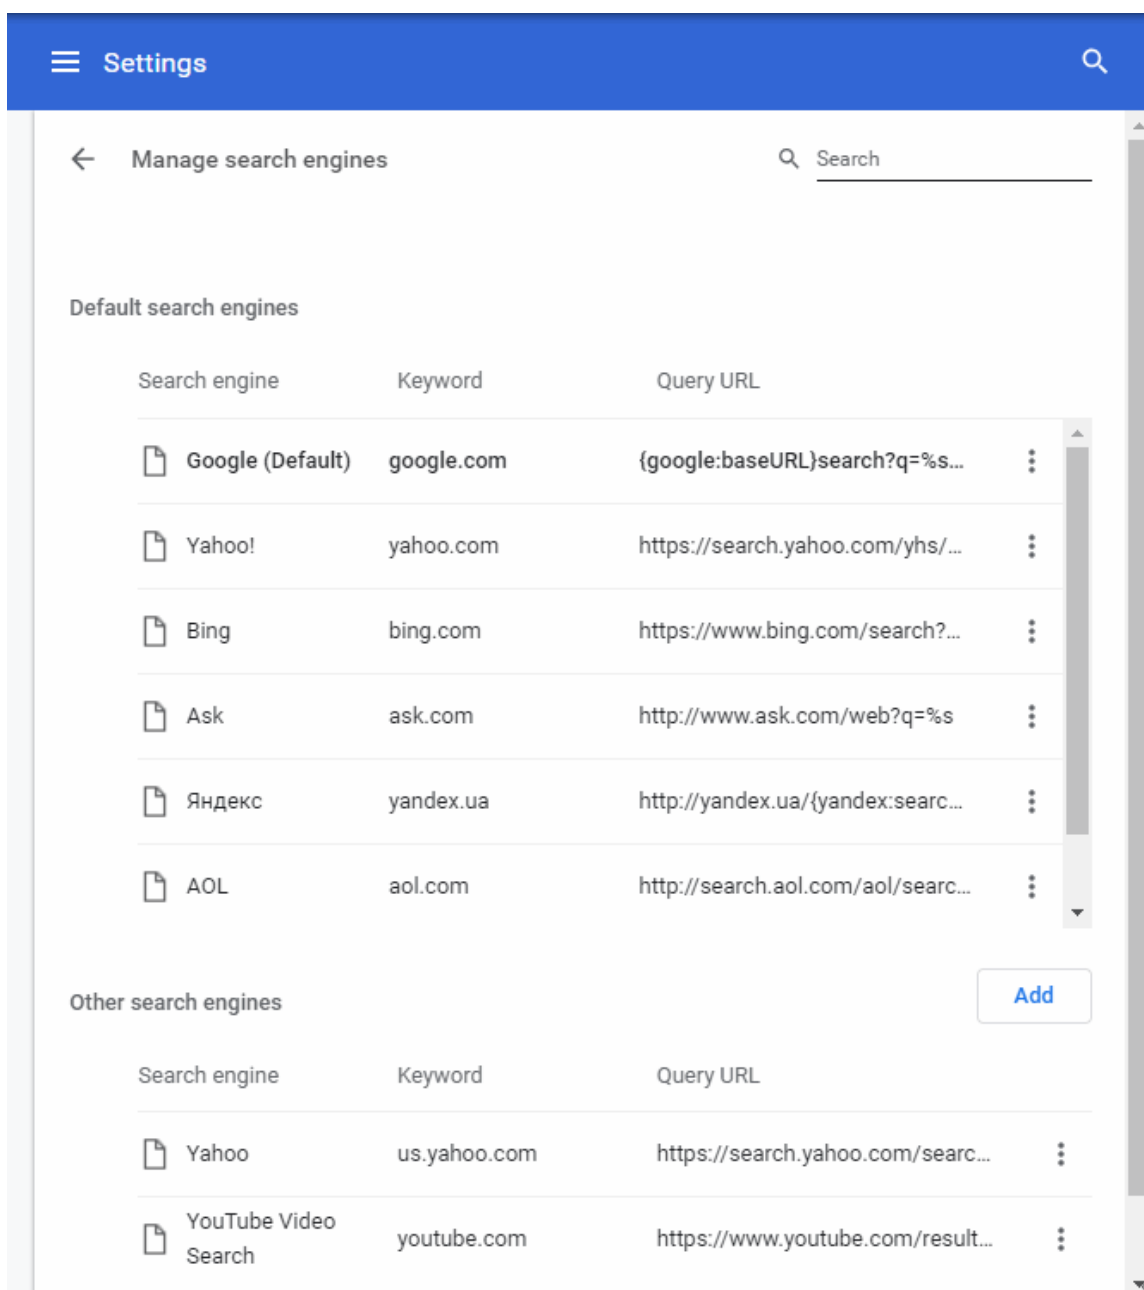 Settings
Manage search engines
Search
Default search engines
Search engine Keyword Query URL
Google (Default) google.com {google:baseURL}search?q=%s...
Yahoo! yahoo.com https://search.yahoo.com/yhs/...
Bing bing.com https://www.bing.com/search?...
Ask ask.com http://www.ask.com/web?q=%s
Яндекс yandex.ua http://yandex.ua/{yandex:searc...
AOL aol.com http://search.aol.com/aol/searc...
Other search engines
Add
Search engine Keyword Query URL
Yahoo us.yahoo.com https://search.yahoo.com/searc...
YouTube Video
Search
youtube.com https://www.youtube.com/result...